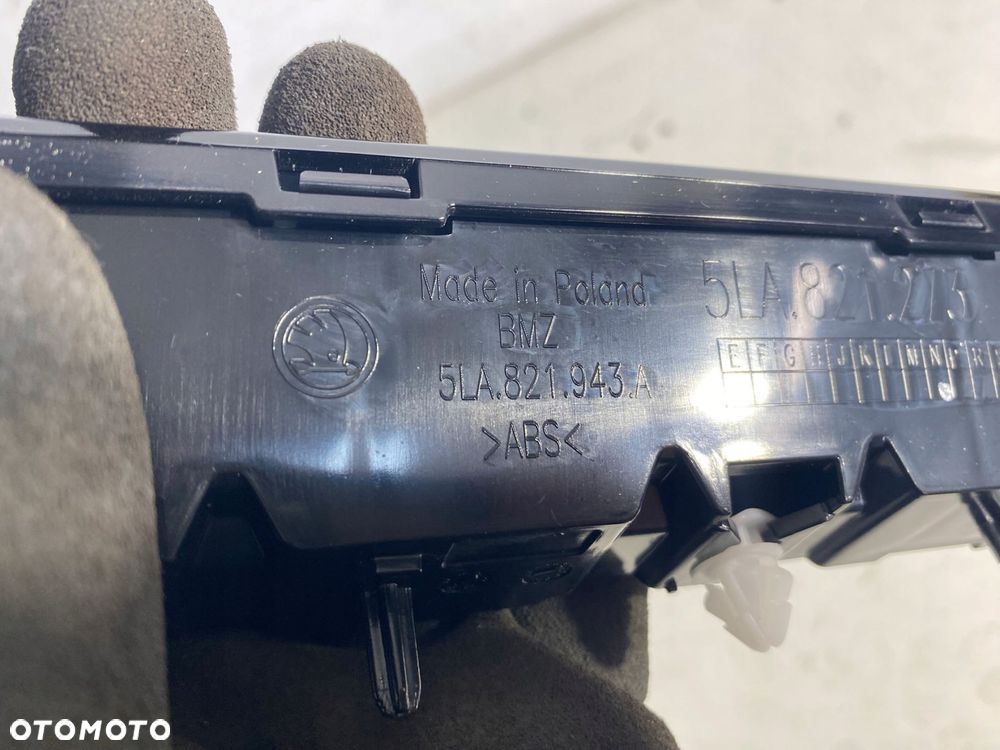 Made in Poland
BMZ
5LA.821.943.A
>ABS<
5LA.821.273
OTOMOTO